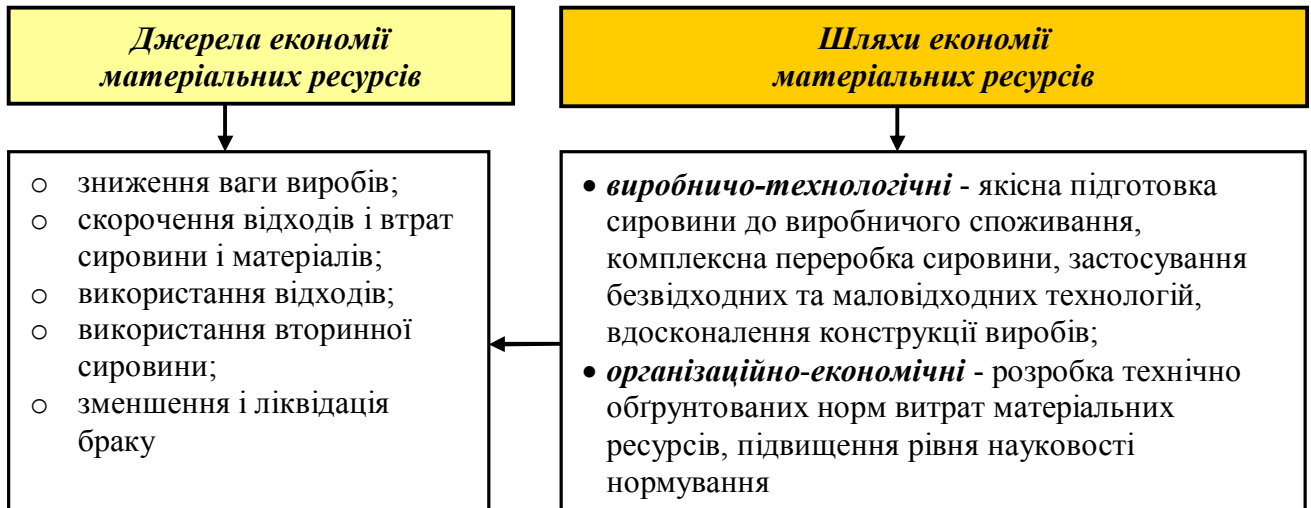 Джерела економії
матеріальних ресурсів
Шляхи економії
матеріальних ресурсів
o зниження ваги виробів;
o скорочення відходів і втрат
сировини і матеріалів;
o використання відходів;
o використання вторинної
сировини;
o зменшення і ліквідація
браку
• виробничо-технологічні - якісна підготовка
сировини до виробничого споживання,
комплексна переробка сировини, застосування
безвідходних та маловідходних технологій,
вдосконалення конструкції виробів;
• організаційно-економічні - розробка технічно
обґрунтованих норм витрат матеріальних
ресурсів, підвищення рівня науковості
нормування